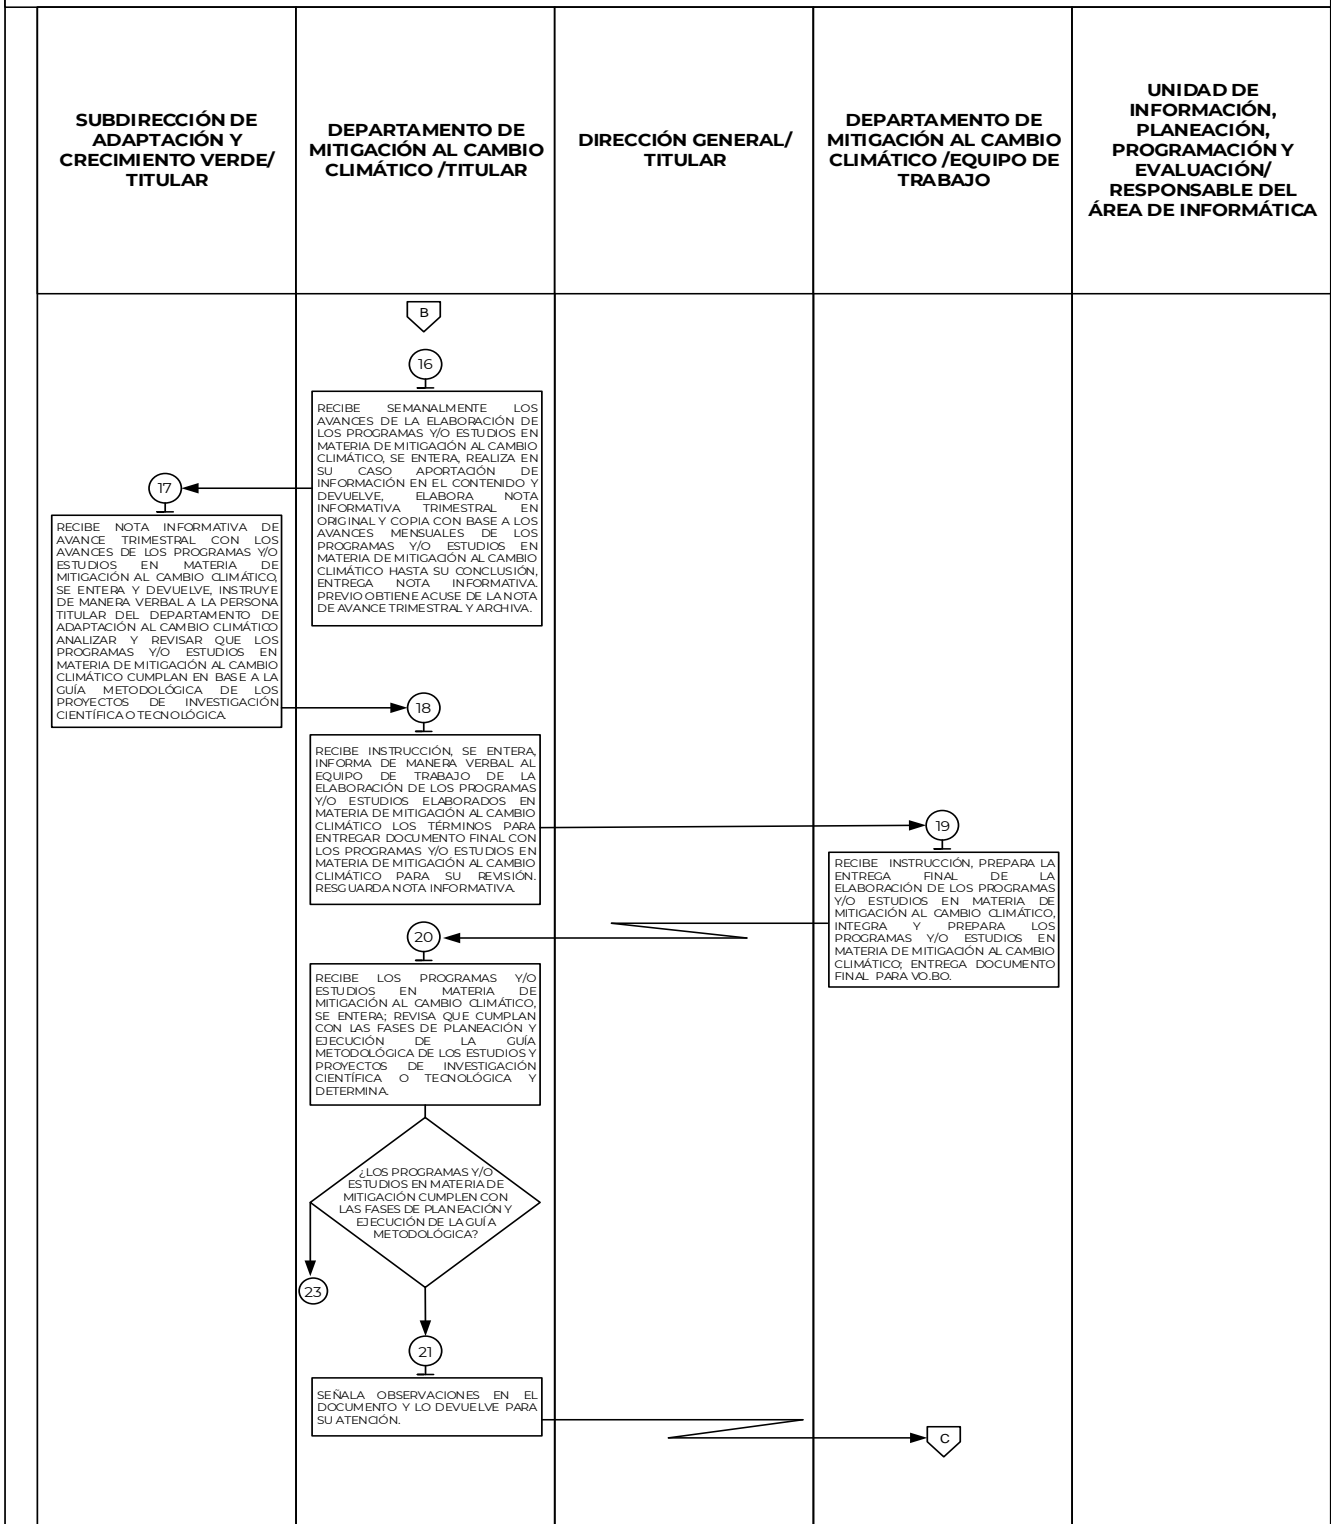 SUBDIRECCIÓN DE
ADAPTACIÓN Y
CRECIMIENTO VERDE/
TITULAR
DEPARTAMENTO DE
MITIGACIÓN AL CAMBIO
CLIMÁTICO /TITULAR
DIRECCIÓN GENERAL/
TITULAR
DEPARTAMENTO DE
MITIGACIÓN AL CAMBIO
CLIMÁTICO /EQUIPO DE
TRABAJO
UNIDAD DE
INFORMACIÓN,
PLANEACIÓN,
PROGRAMACIÓN Y
EVALUACIÓN/
RESPONSABLE DEL
ÁREA DE INFORMÁTICA
B
16
RECIBE SEMANALMENTE LOS
AVANCES DE LA ELABORACIÓN DE
LOS PROGRAMAS Y/O ESTUDIOS EN
MATERIA DE MITIGACIÓN AL CAMBIO
CLIMÁTICO, SE ENTERA, REALIZA EN
SU CASO APORTACIÓN DE
INFORMACIÓN EN EL CONTENIDO Y
DEVUELVE, ELABORA NOTA
INFORMATIVA TRIMESTRAL EN
ORIGINAL Y COPIA CON BASE A LOS
AVANCES MENSUALES DE LOS
PROGRAMAS Y/O ESTUDIOS EN
MATERIA DE MITIGACIÓN AL CAMBIO
CLIMÁTICO HASTA SU CONCLUSIÓN,
ENTREGA NOTA INFORMATIVA.
PREVIO OBTIENE ACUSE DE LA NOTA
DE AVANCE TRIMESTRAL Y ARCHIVA.
17
RECIBE NOTA INFORMATIVA DE
AVANCE TRIMESTRAL CON LOS
AVANCES DE LOS PROGRAMAS Y/O
ESTUDIOS EN MATERIA DE
MITIGACIÓN AL CAMBIO CLIMÁTICO,
SE ENTERA Y DEVUELVE, INSTRUYE
DE MANERA VERBAL A LA PERSONA
TITULAR DEL DEPARTAMENTO DE
ADAPTACIÓN AL CAMBIO CLIMÁTICO
ANALIZAR Y REVISAR QUE LOS
PROGRAMAS Y/O ESTUDIOS EN
MATERIA DE MITIGACIÓN AL CAMBIO
CLIMÁTICO CUMPLAN EN BASE A LA
GUÍA METODOLÓGICA DE LOS
PROYECTOS DE INVESTIGACIÓN
CIENTÍFICA O TECNOLÓGICA.
18
RECIBE INSTRUCCIÓN, SE ENTERA,
INFORMA DE MANERA VERBAL AL
EQUIPO DE TRABAJO DE LA
ELABORACIÓN DE LOS PROGRAMAS
Y/O ESTUDIOS ELABORADOS EN
MATERIA DE MITIGACIÓN AL CAMBIO
CLIMÁTICO LOS TÉRMINOS PARA
ENTREGAR DOCUMENTO FINAL CON
LOS PROGRAMAS Y/O ESTUDIOS EN
MATERIA DE MITIGACIÓN AL CAMBIO
CLIMÁTICO PARA SU REVISIÓN.
RESGUARDA NOTA INFORMATIVA.
19
RECIBE INSTRUCCIÓN, PREPARA LA
ENTREGA FINAL DE LA
ELABORACIÓN DE LOS PROGRAMAS
Y/O ESTUDIOS EN MATERIA DE
MITIGACIÓN AL CAMBIO CLIMÁTICO,
INTEGRA Y PREPARA LOS
PROGRAMAS Y/O ESTUDIOS EN
MATERIA DE MITIGACIÓN AL CAMBIO
CLIMÁTICO; ENTREGA DOCUMENTO
FINAL PARA VO.BO.
20
RECIBE LOS PROGRAMAS Y/O
ESTUDIOS EN MATERIA DE
MITIGACIÓN AL CAMBIO CLIMÁTICO,
SE ENTERA; REVISA QUE CUMPLAN
CON LAS FASES DE PLANEACIÓN Y
EJECUCIÓN DE LA GUÍA
METODOLÓGICA DE LOS ESTUDIOS Y
PROYECTOS DE INVESTIGACIÓN
CIENTÍFICA O TECNOLÓGICA Y
DETERMINA.
¿LOS PROGRAMAS Y/O
ESTUDIOS EN MATERIA DE
MITIGACIÓN CUMPLEN CON
LAS FASES DE PLANEACIÓN Y
EJECUCIÓN DE LA GUÍA
METODOLÓGICA?
23
21
SEÑALA OBSERVACIONES EN EL
DOCUMENTO Y LO DEVUELVE PARA
SU ATENCIÓN.
C